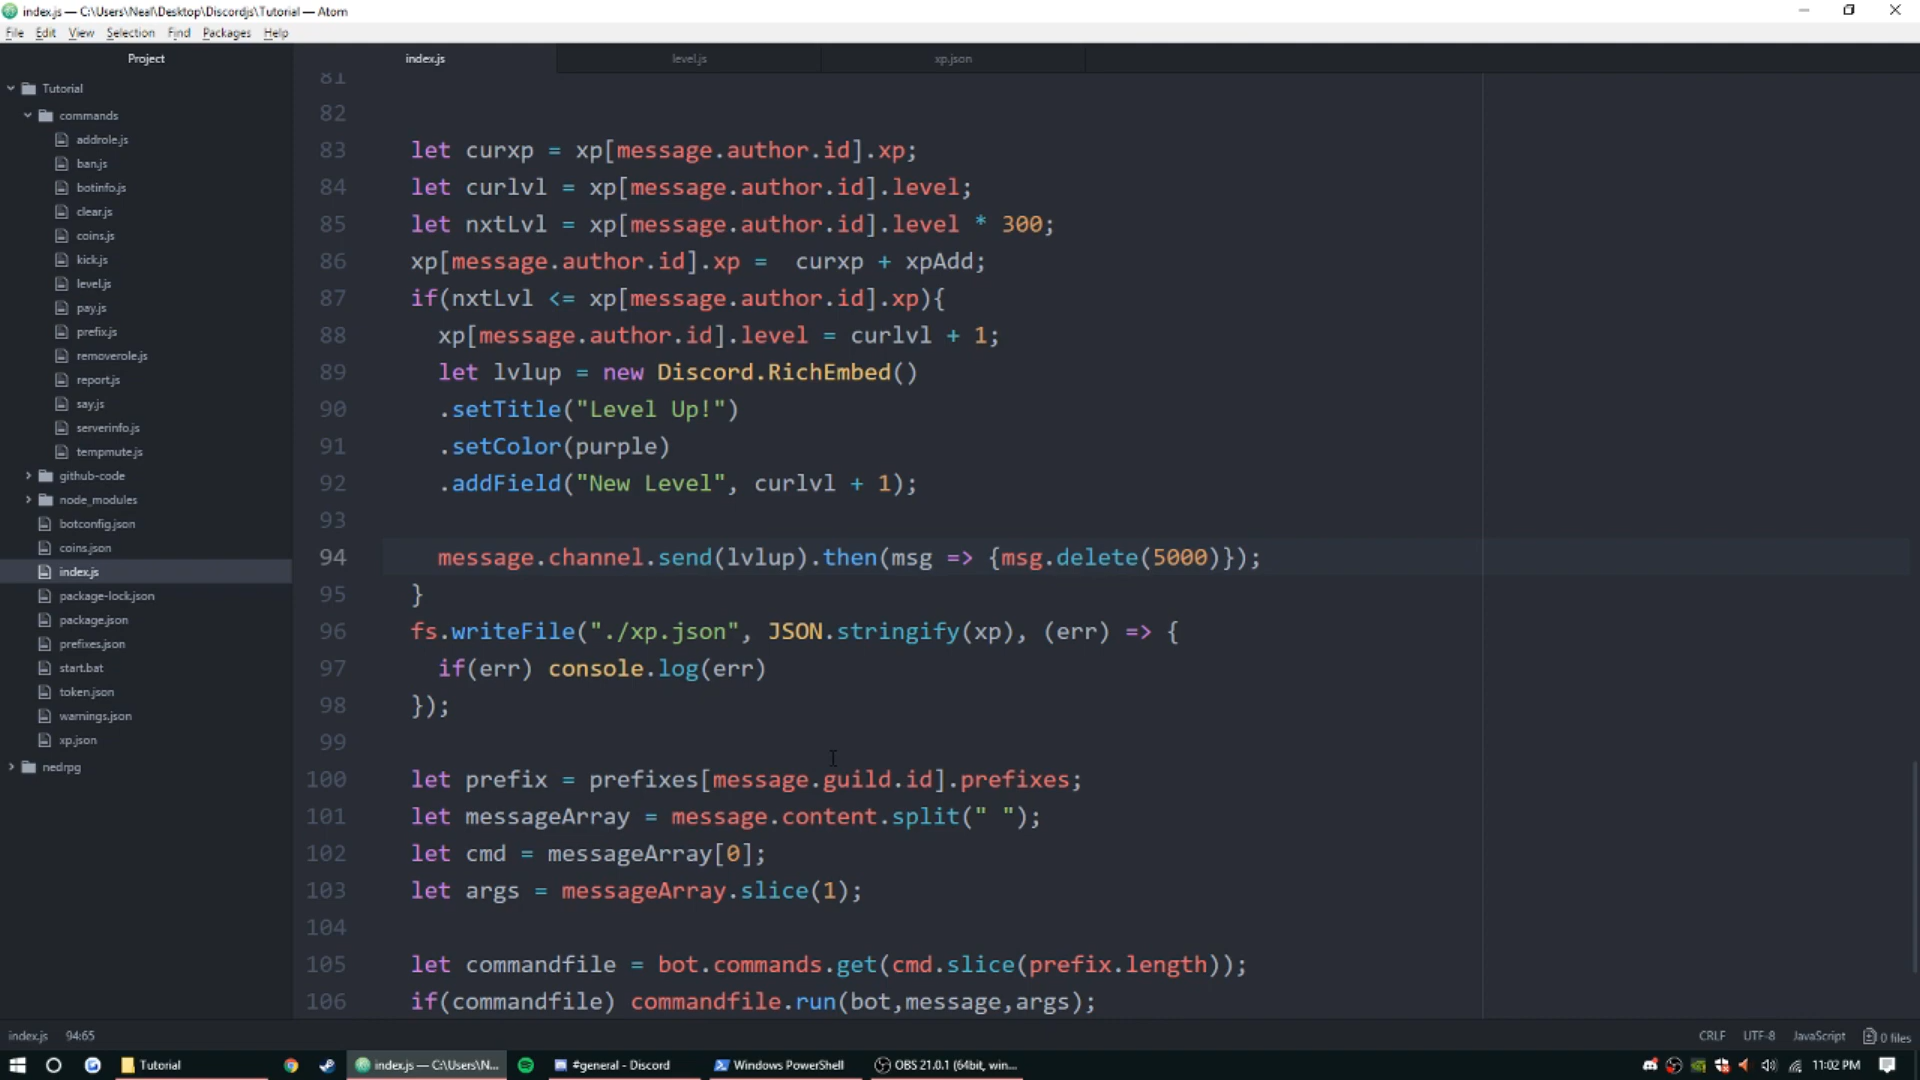 index.js — C:\Users\Neal\Desktop\Discordjs\Tutorial — Atom
File Edit View Selection Find Packages Help
Project
Tutorial
commands
addrole.js
ban.js
botinfo.js
clear.js
coins.js
kick.js
level.js
pay.js
prefix.js
removerole.js
report.js
say.js
serverinfo.js
tempmute.js
github-code
node_modules
botconfig.json
coins.json
index.js
package-lock.json
package.json
prefixes.json
start.bat
token.json
warnings.json
xp.json
nedrpg
index.js level.js xp.json
81
82
83 let curxp = xp[message.author.id].xp;
84 let curlvl = xp[message.author.id].level;
85 let nxtLvl = xp[message.author.id].level * 300;
86 xp[message.author.id].xp =  curxp + xpAdd;
87 if(nxtLvl <= xp[message.author.id].xp){
88 xp[message.author.id].level = curlvl + 1;
89 let lvlup = new Discord.RichEmbed()
90 .setTitle("Level Up!")
91 .setColor(purple)
92 .addField("New Level", curlvl + 1);
93
94 message.channel.send(lvlup).then(msg => {msg.delete(5000)});
95 }
96 fs.writeFile("./xp.json", JSON.stringify(xp), (err) => {
97 if(err) console.log(err)
98 });
99
100 let prefix = prefixes[message.guild.id].prefixes;
101 let messageArray = message.content.split(" ");
102 let cmd = messageArray[0];
103 let args = messageArray.slice(1);
104
105 let commandfile = bot.commands.get(cmd.slice(prefix.length));
106 if(commandfile) commandfile.run(bot,message,args);
index.js 94:65 CRLF UTF-8 JavaScript 0 files
Tutorial index.js — C:\Users\N... #general - Discord Windows PowerShell OBS 21.0.1 (64bit, win... 11:02 PM